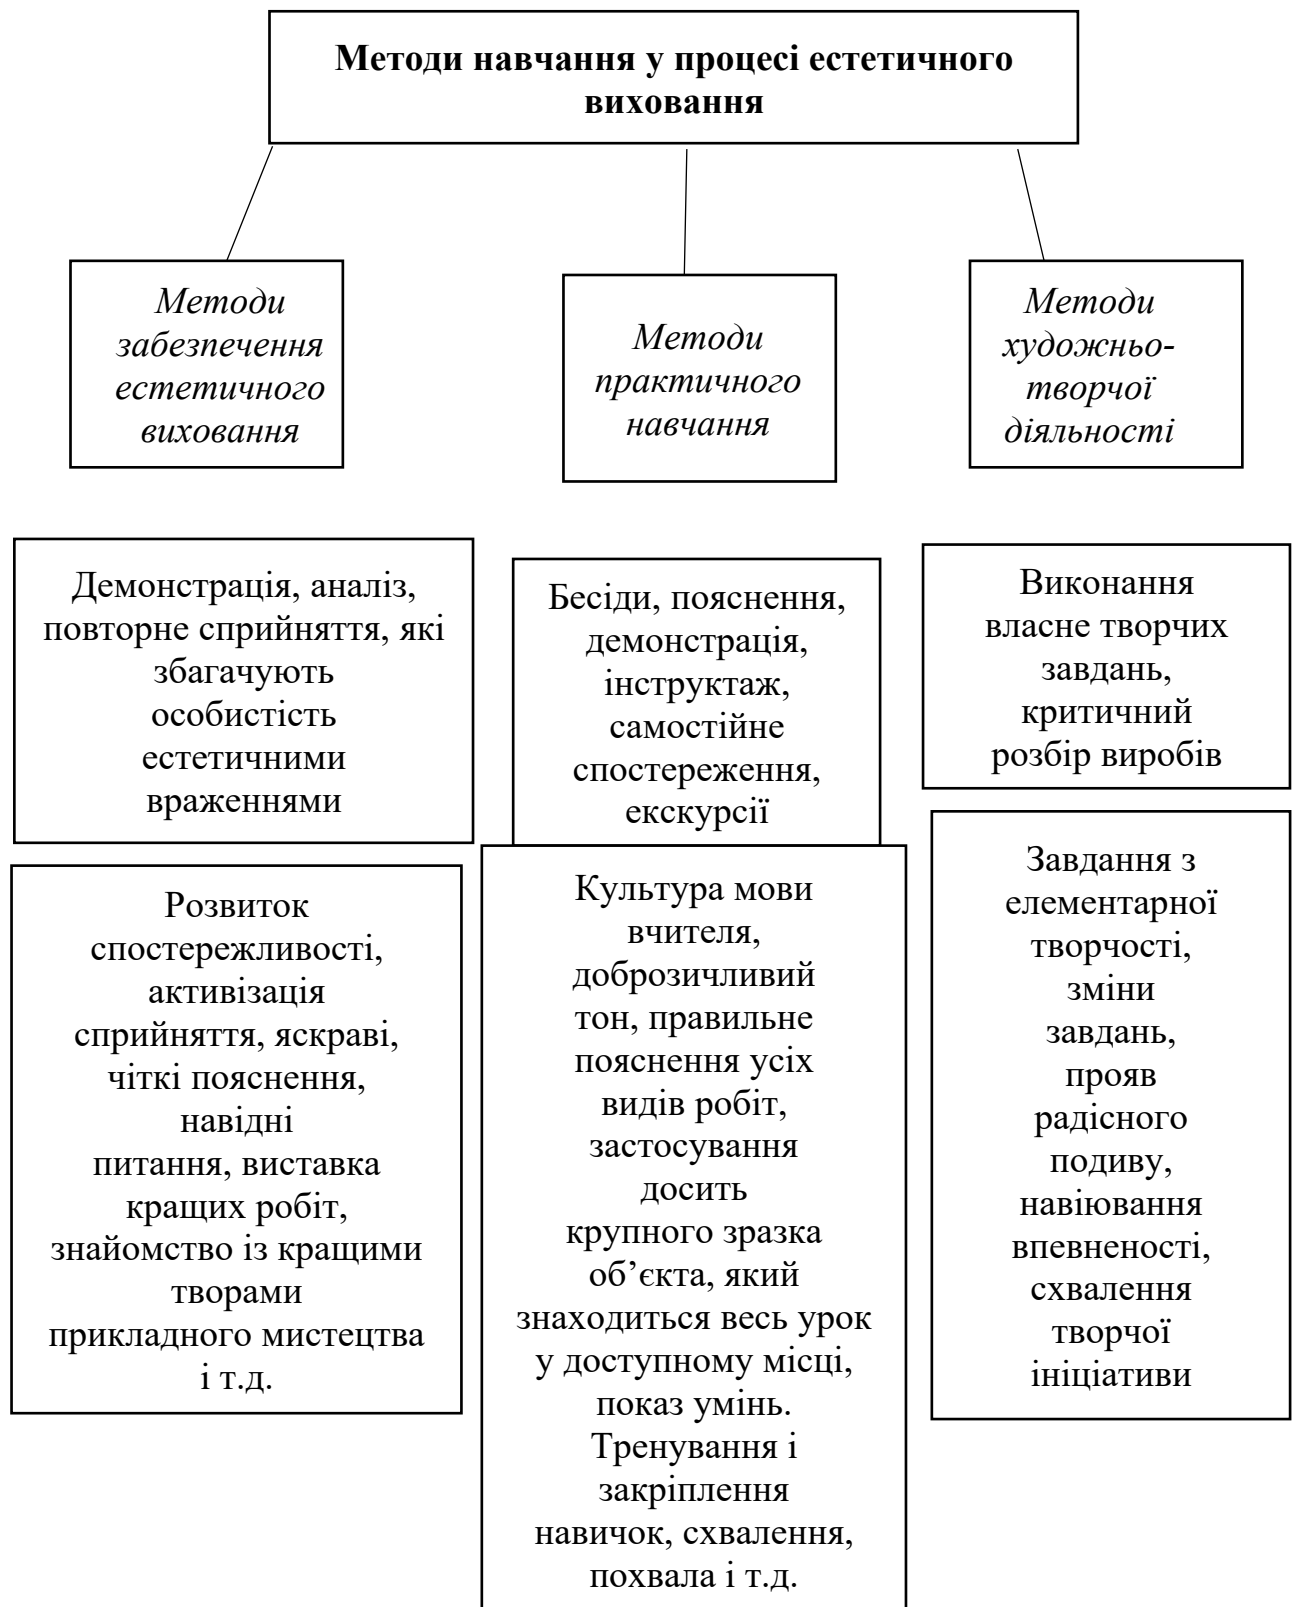 Методи навчання у процесі естетичного
виховання
Методи
забезпечення
естетичного
виховання
Методи
практичного
навчання
Методи
художньо-
творчої
діяльності
Демонстрація, аналіз,
повторне сприйняття, які
збагачують
особистість
естетичними
враженнями
Бесіди, пояснення,
демонстрація,
інструктаж,
самостійне
спостереження,
екскурсії
Виконання
власне творчих
завдань,
критичний
розбір виробів
Розвиток
спостережливості,
активізація
сприйняття, яскраві,
чіткі пояснення,
навідні
питання, виставка
кращих робіт,
знайомство із кращими
творами
прикладного мистецтва
і т.д.
Культура мови
вчителя,
доброзичливий
тон, правильне
пояснення усіх
видів робіт,
застосування
досить
крупного зразка
об’єкта, який
знаходиться весь урок
у доступному місці,
показ умінь.
Тренування і
закріплення
навичок, схвалення,
похвала і т.д.
Завдання з
елементарної
творчості,
зміни
завдань,
прояв
радісного
подиву,
навіювання
впевненості,
схвалення
творчої
ініціативи